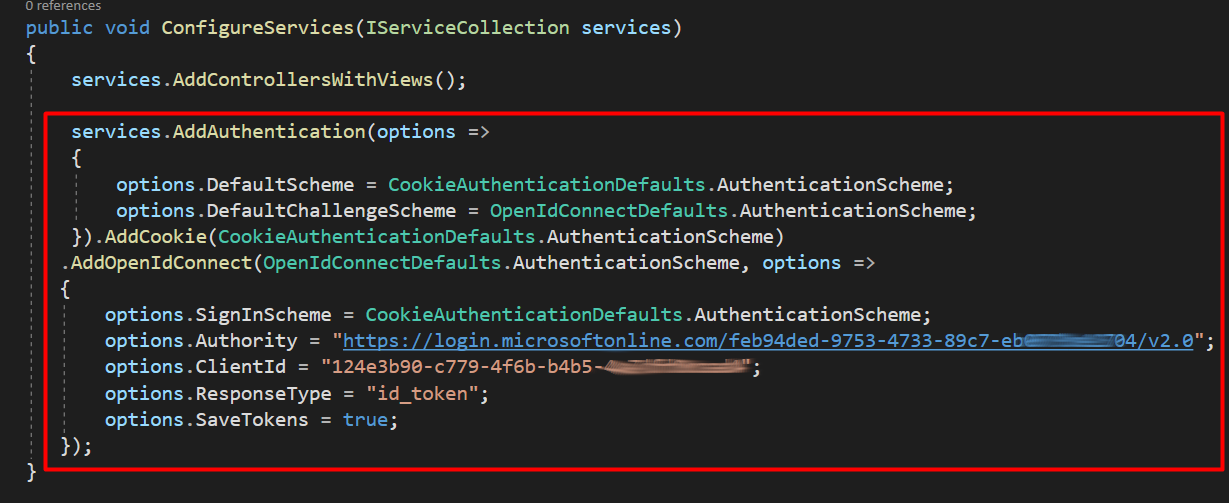 0 references
public void ConfigureServices(IServiceCollection services)
{
services.AddControllersWithViews();
services.AddAuthentication(options =>
{
options.DefaultScheme = CookieAuthenticationDefaults.AuthenticationScheme;
options.DefaultChallengeScheme = OpenIdConnectDefaults.AuthenticationScheme;
}).AddCookie(CookieAuthenticationDefaults.AuthenticationScheme)
.AddOpenIdConnect(OpenIdConnectDefaults.AuthenticationScheme, options =>
{
options.SignInScheme = CookieAuthenticationDefaults.AuthenticationScheme;
options.Authority = "https://login.microsoftonline.com/feb94ded-9753-4733-89c7-eb 04/v2.0";
options.ClientId = "124e3b90-c779-4f6b-b4b5- ";
options.ResponseType = "id_token";
options.SaveTokens = true;
});
}